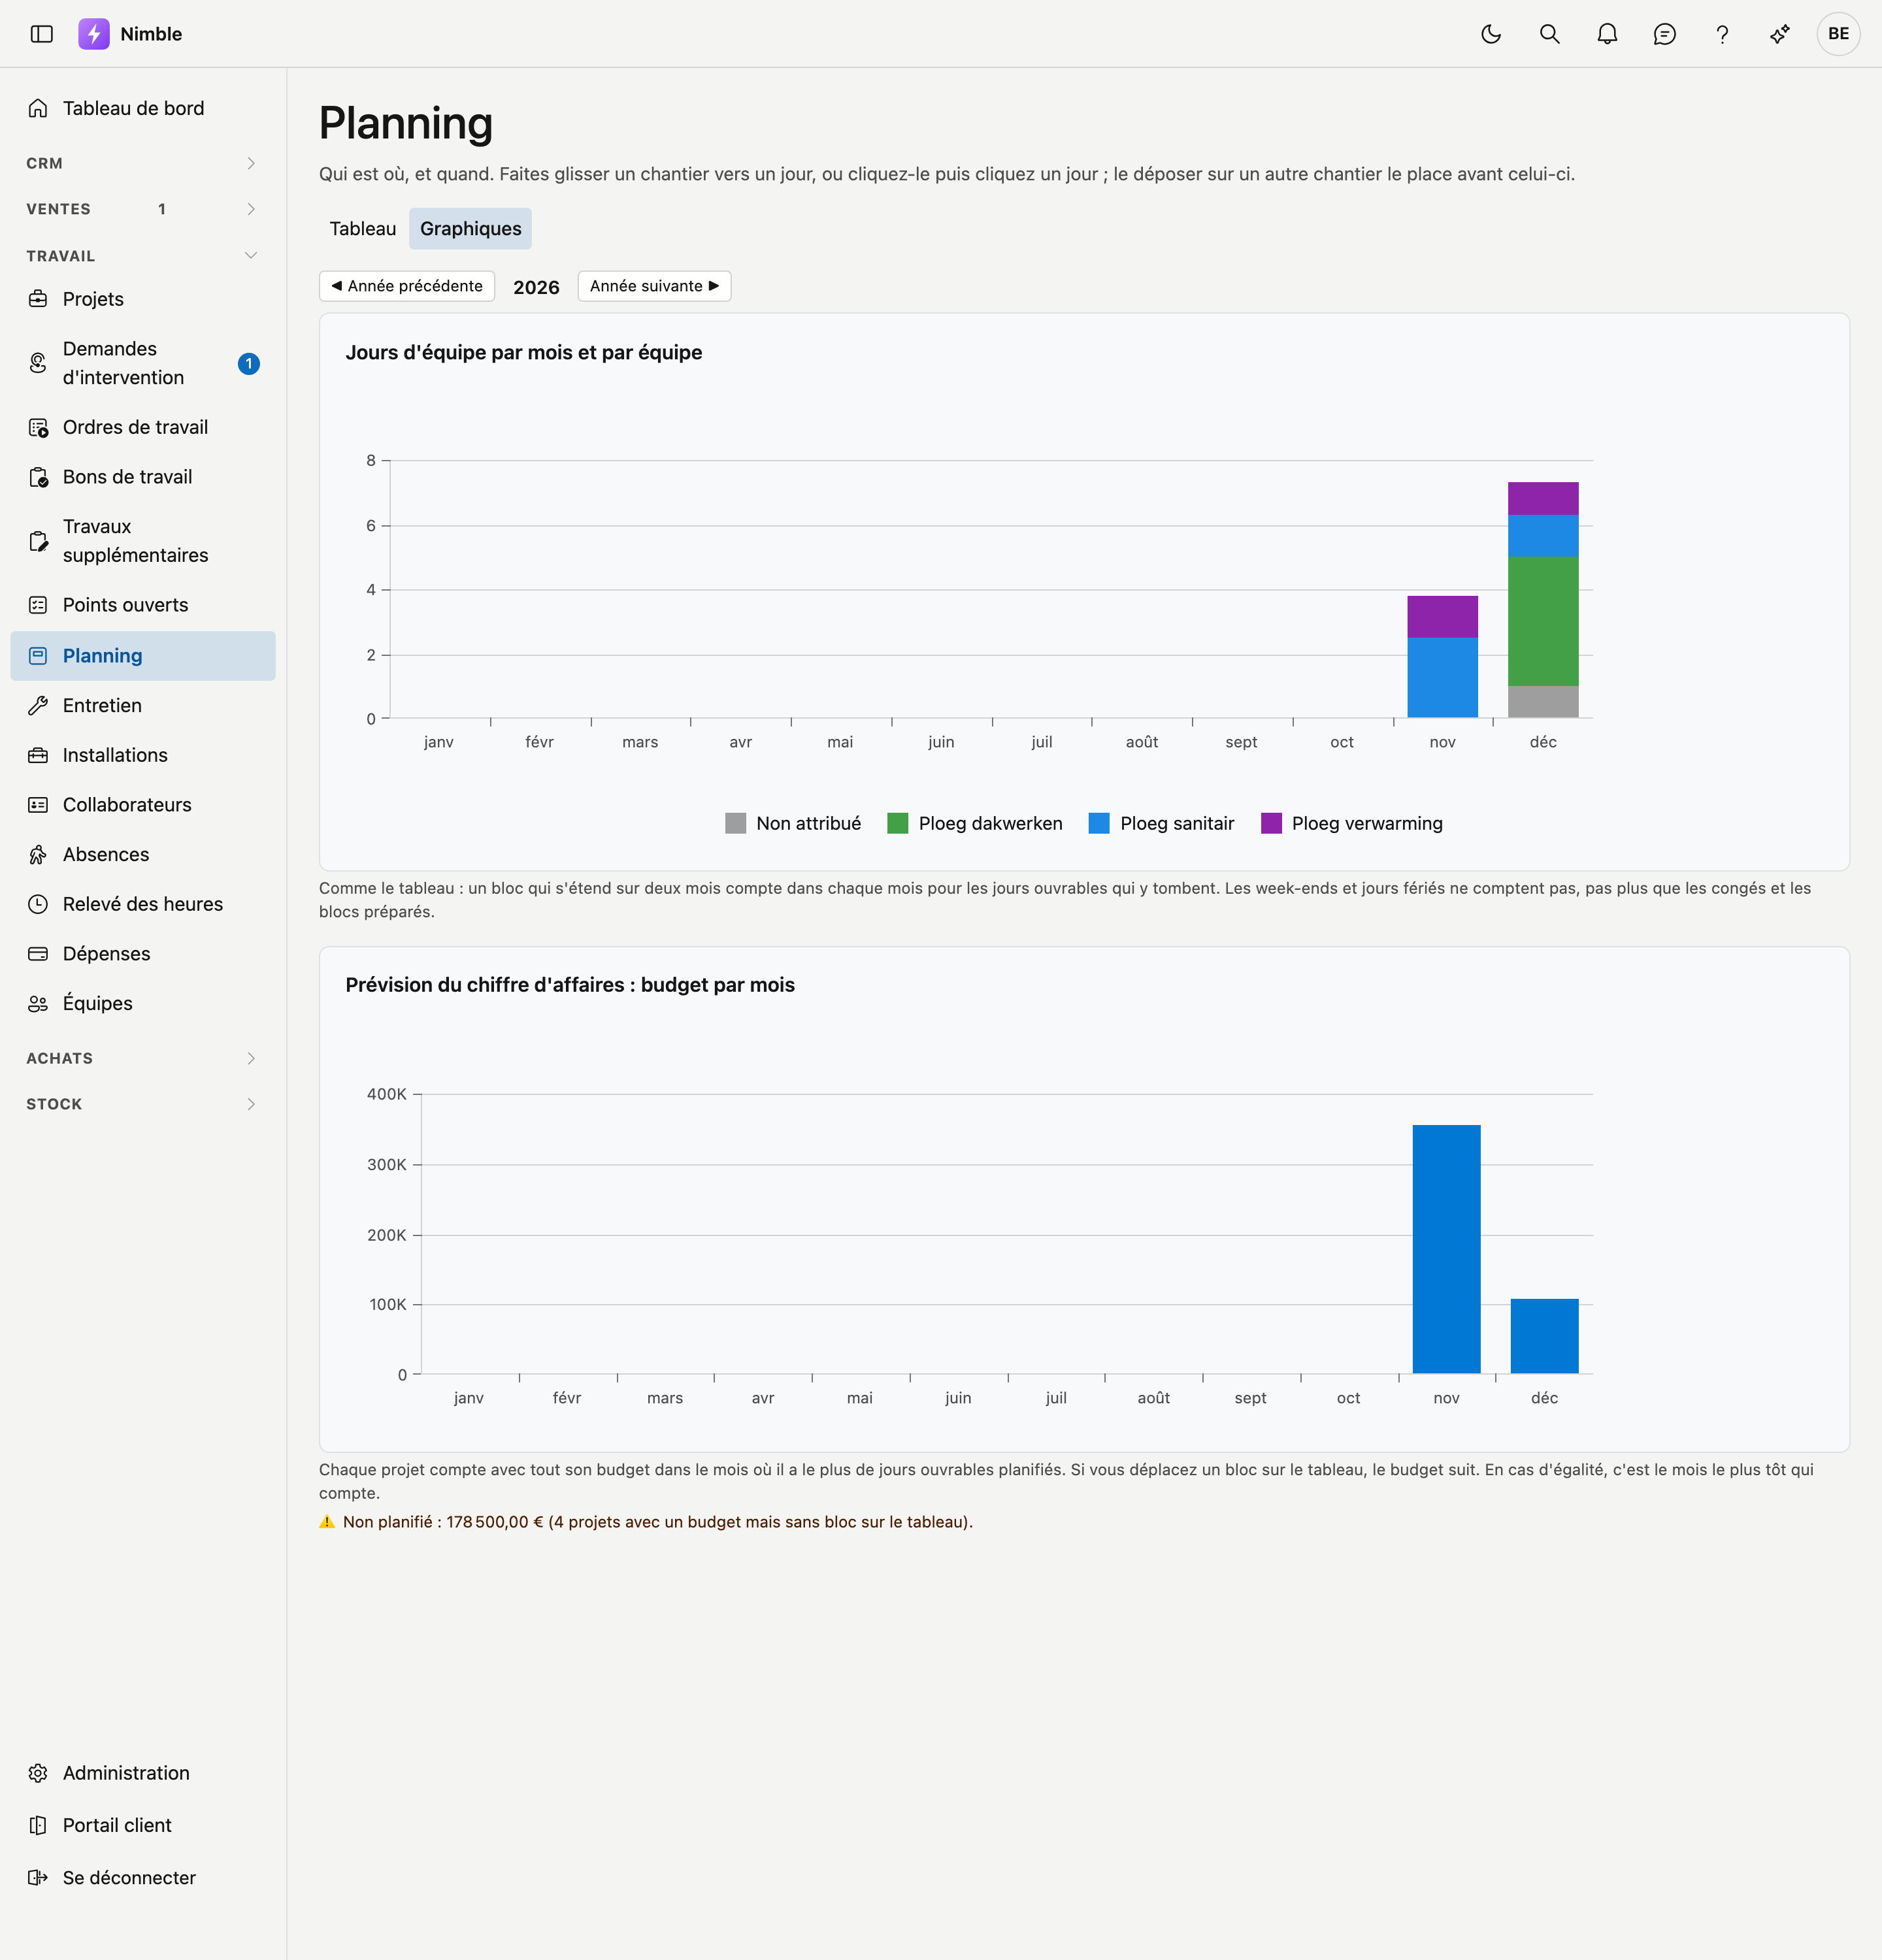 Nimble
BE
Tableau de bord
CRM
VENTES 1
TRAVAIL
Projets
Demandes
d'intervention
1
Ordres de travail
Bons de travail
Travaux
supplémentaires
Points ouverts
Planning
Entretien
Installations
Collaborateurs
Absences
Relevé des heures
Dépenses
Équipes
ACHATS
STOCK
Administration
Portail client
Se déconnecter
Planning
Qui est où, et quand. Faites glisser un chantier vers un jour, ou cliquez-le puis cliquez un jour ; le déposer sur un autre chantier le place avant celui-ci.
Tableau Graphiques
◀ Année précédente 2026 Année suivante ▶
Jours d'équipe par mois et par équipe
8
6
4
2
0
janv févr mars avr mai juin juil août sept oct nov déc
Non attribué Ploeg dakwerken Ploeg sanitair Ploeg verwarming
Comme le tableau : un bloc qui s'étend sur deux mois compte dans chaque mois pour les jours ouvrables qui y tombent. Les week-ends et jours fériés ne comptent pas, pas plus que les congés et les
blocs préparés.
Prévision du chiffre d'affaires : budget par mois
400K
300K
200K
100K
0
janv févr mars avr mai juin juil août sept oct nov déc
Chaque projet compte avec tout son budget dans le mois où il a le plus de jours ouvrables planifiés. Si vous déplacez un bloc sur le tableau, le budget suit. En cas d'égalité, c'est le mois le plus tôt qui
compte.
Non planifié : 178 500,00 € (4 projets avec un budget mais sans bloc sur le tableau).